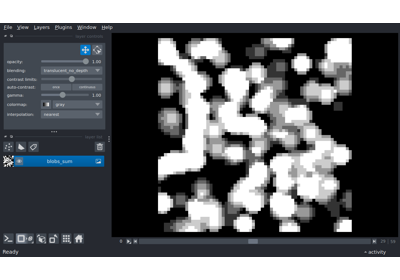 File View Layers Plugins Window Help
opacity: 1.00
blending: translucent_no_depth
contrast limits:
auto-contrast: once continuous
gamma: 1.00
colormap: gray
interpolation: nearest
blobs_sum
Ready
activity